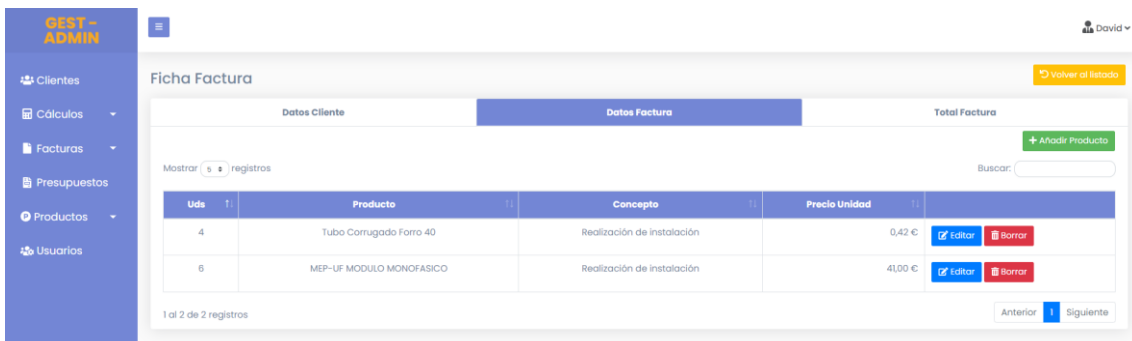 GEST - ADMIN
David
Clientes
Cálculos
Facturas
Presupuestos
Productos
Usuarios
Ficha Factura
Volver al listado
Datos Cliente
Datos Factura
Total Factura
+ Añadir Producto
Mostrar 5 registros
Buscar:
Uds Producto Concepto Precio Unidad
4 Tubo Corrugado Forro 40 Realización de instalación 0,42 € Editar Borrar
6 MEP-UF MODULO MONOFASICO Realización de instalación 41,00 € Editar Borrar
1 al 2 de 2 registros
Anterior 1 Siguiente